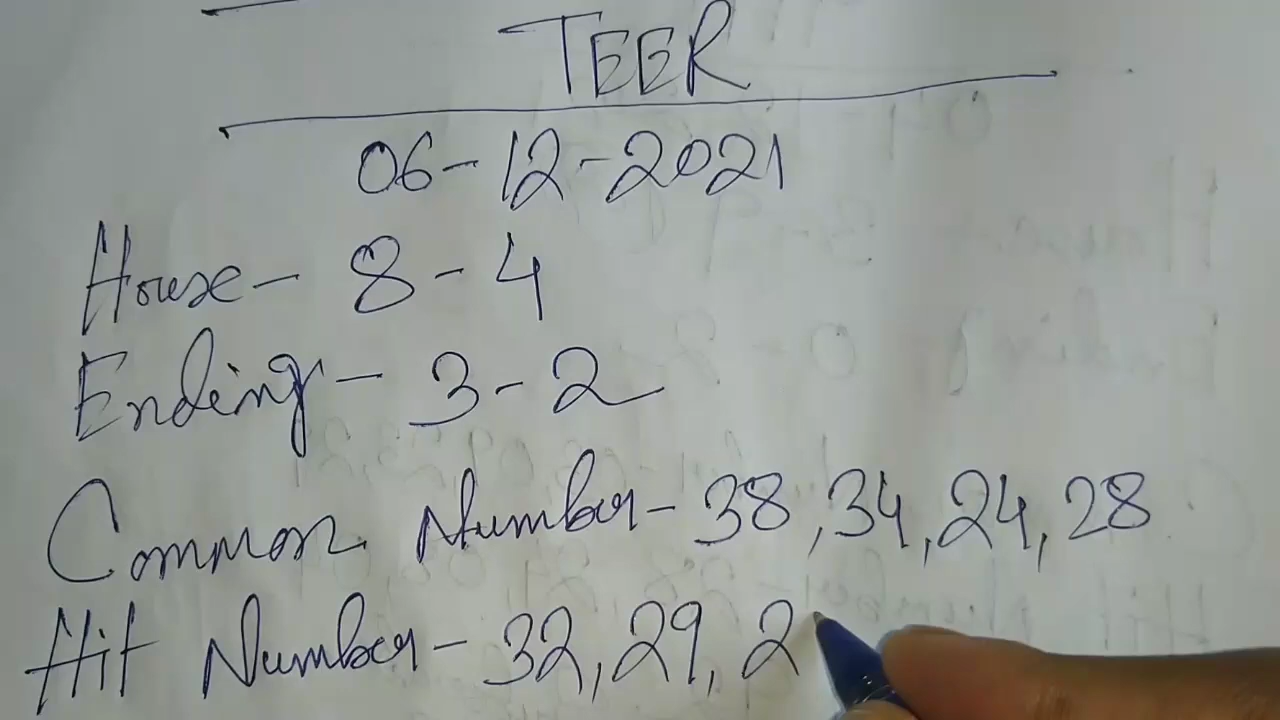 TEER
06-12-2021
House- 8-4
Ending- 3-2
Common Number- 38,34,24,28
Hit Number- 32,29,2